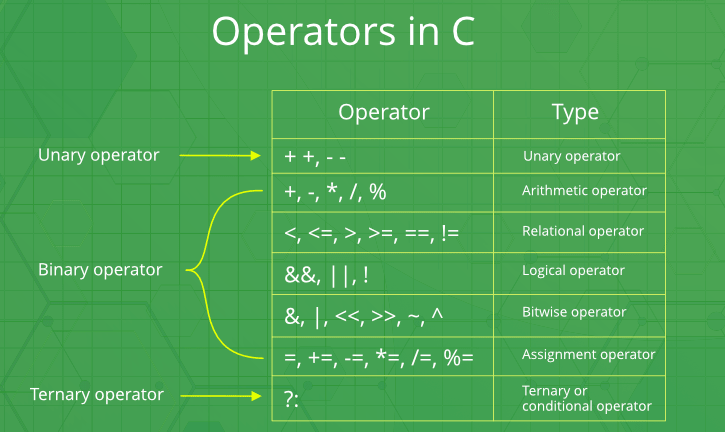 Operators in C
Operator Type
Unary operator + +, - - Unary operator
+, -, *, /, % Arithmetic operator
<, <=, >, >=, ==, != Relational operator
Binary operator &&, ||, ! Logical operator
&, |, <<, >>, ~, ^ Bitwise operator
=, +=, -=, *=, /=, %= Assignment operator
Ternary operator ?: Ternary or
conditional operator